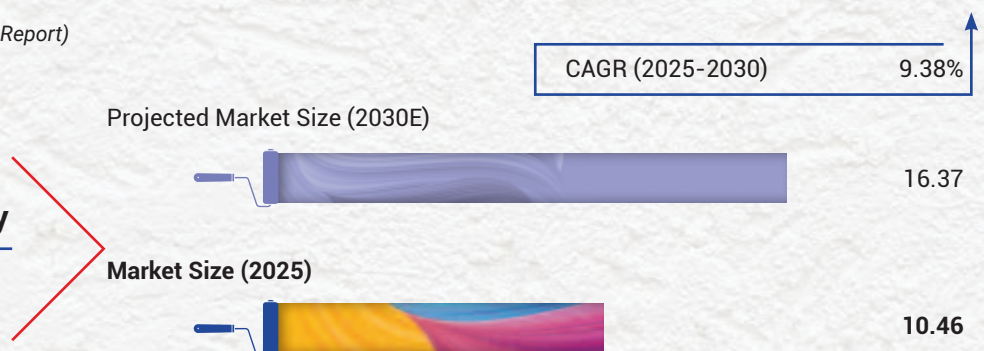 Report)
CAGR (2025-2030) 9.38%
Projected Market Size (2030E)
16.37
y
Market Size (2025)
10.46